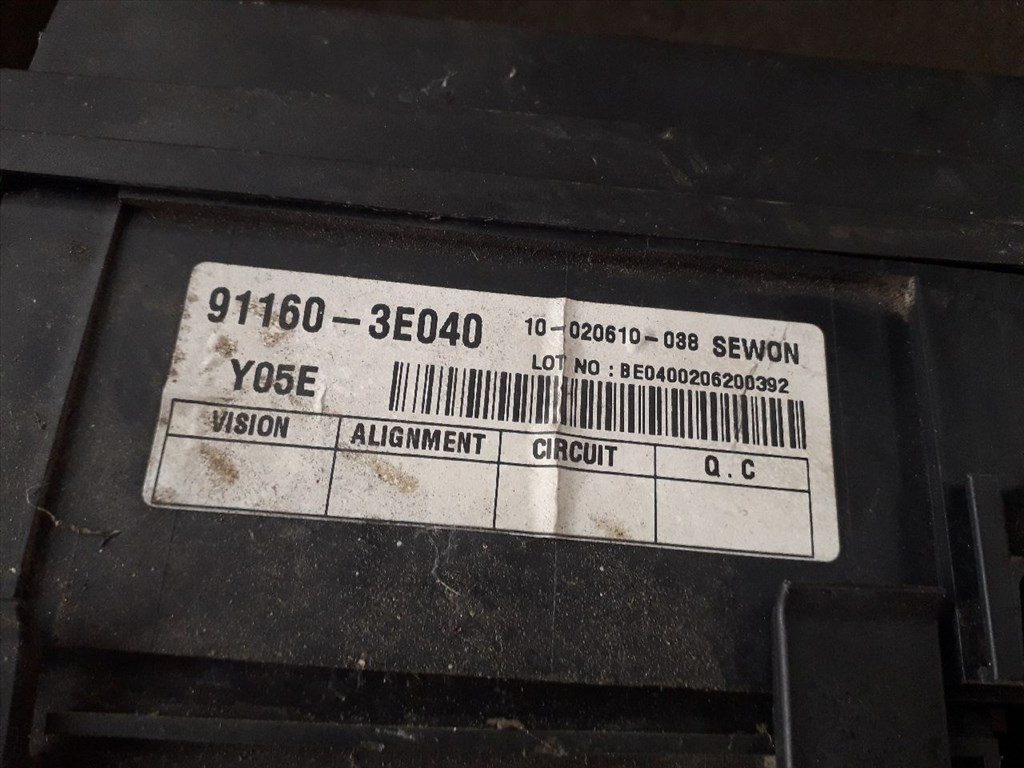 91160-3E040 10-020610-038 SEWON
LOT NO : BE0400206200392
Y05E
VISION ALIGNMENT CIRCUIT Q.C